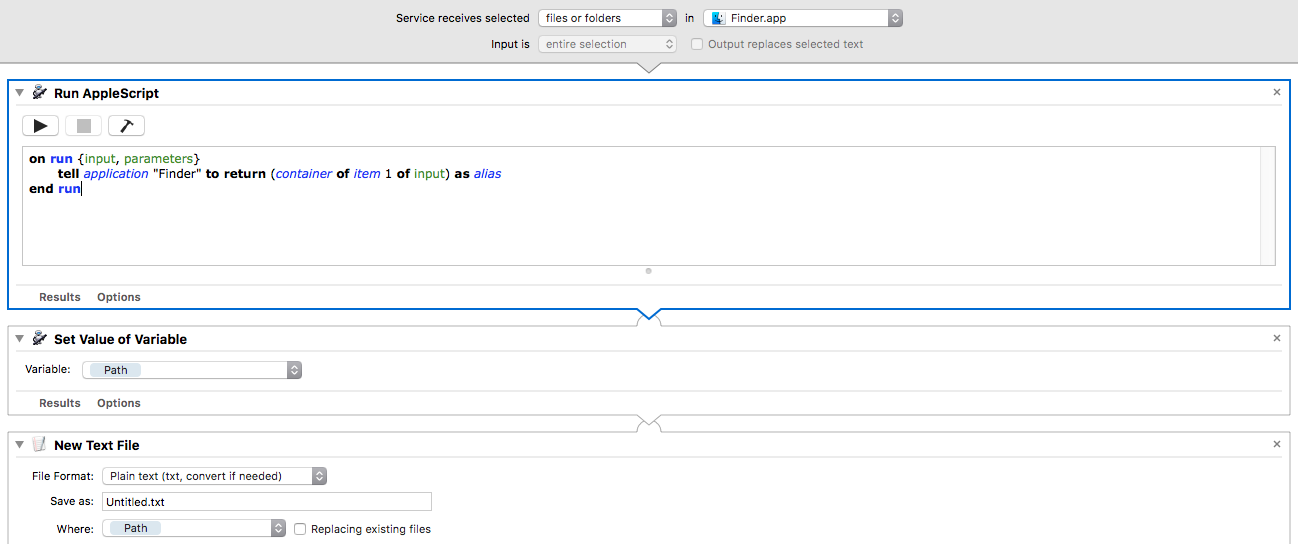 Service receives selected files or folders in Finder.app
Input is entire selection Output replaces selected text
Run AppleScript
on run {input, parameters}
tell application "Finder" to return (container of item 1 of input) as alias
end run
Results Options
Set Value of Variable
Variable: Path
Results Options
New Text File
File Format: Plain text (txt, convert if needed)
Save as: Untitled.txt
Where: Path Replacing existing files